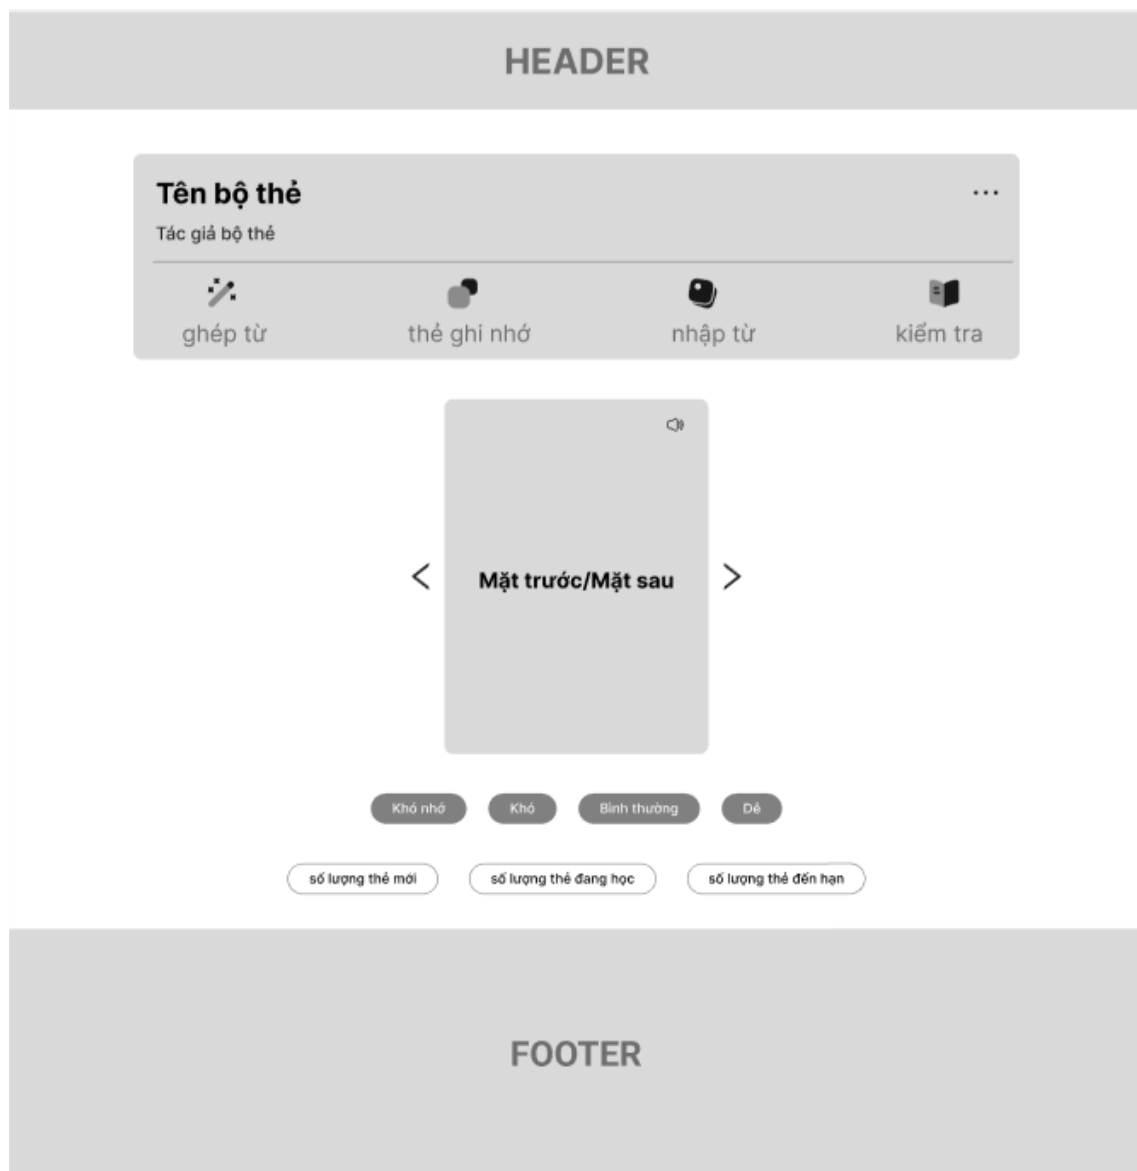 HEADER
Tên bộ thẻ
Tác giả bộ thẻ
ghép từ
thẻ ghi nhớ
nhập từ
kiểm tra
Mặt trước/Mặt sau
Khó nhớ
Khó
Bình thường
Dễ
số lượng thẻ mới
số lượng thẻ đang học
số lượng thẻ đến hạn
FOOTER